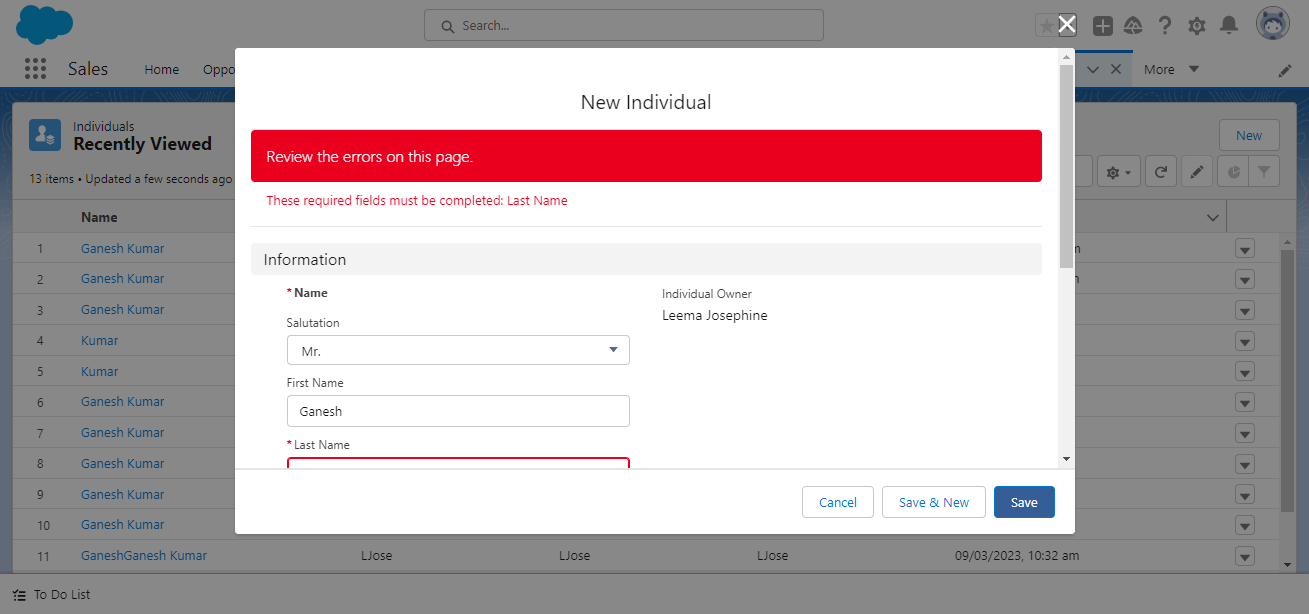 Search...
Sales
Home
Oppo
More
Individuals
Recently Viewed
13 items • Updated a few seconds ago
New
Name
1 Ganesh Kumar
2 Ganesh Kumar
3 Ganesh Kumar
4 Kumar
5 Kumar
6 Ganesh Kumar
7 Ganesh Kumar
8 Ganesh Kumar
9 Ganesh Kumar
10 Ganesh Kumar
11 GaneshGanesh Kumar LJose LJose LJose 09/03/2023, 10:32 am
New Individual
Review the errors on this page.
These required fields must be completed: Last Name
Information
*Name
Salutation
Mr.
First Name
Ganesh
*Last Name
Individual Owner
Leema Josephine
Cancel
Save & New
Save
To Do List